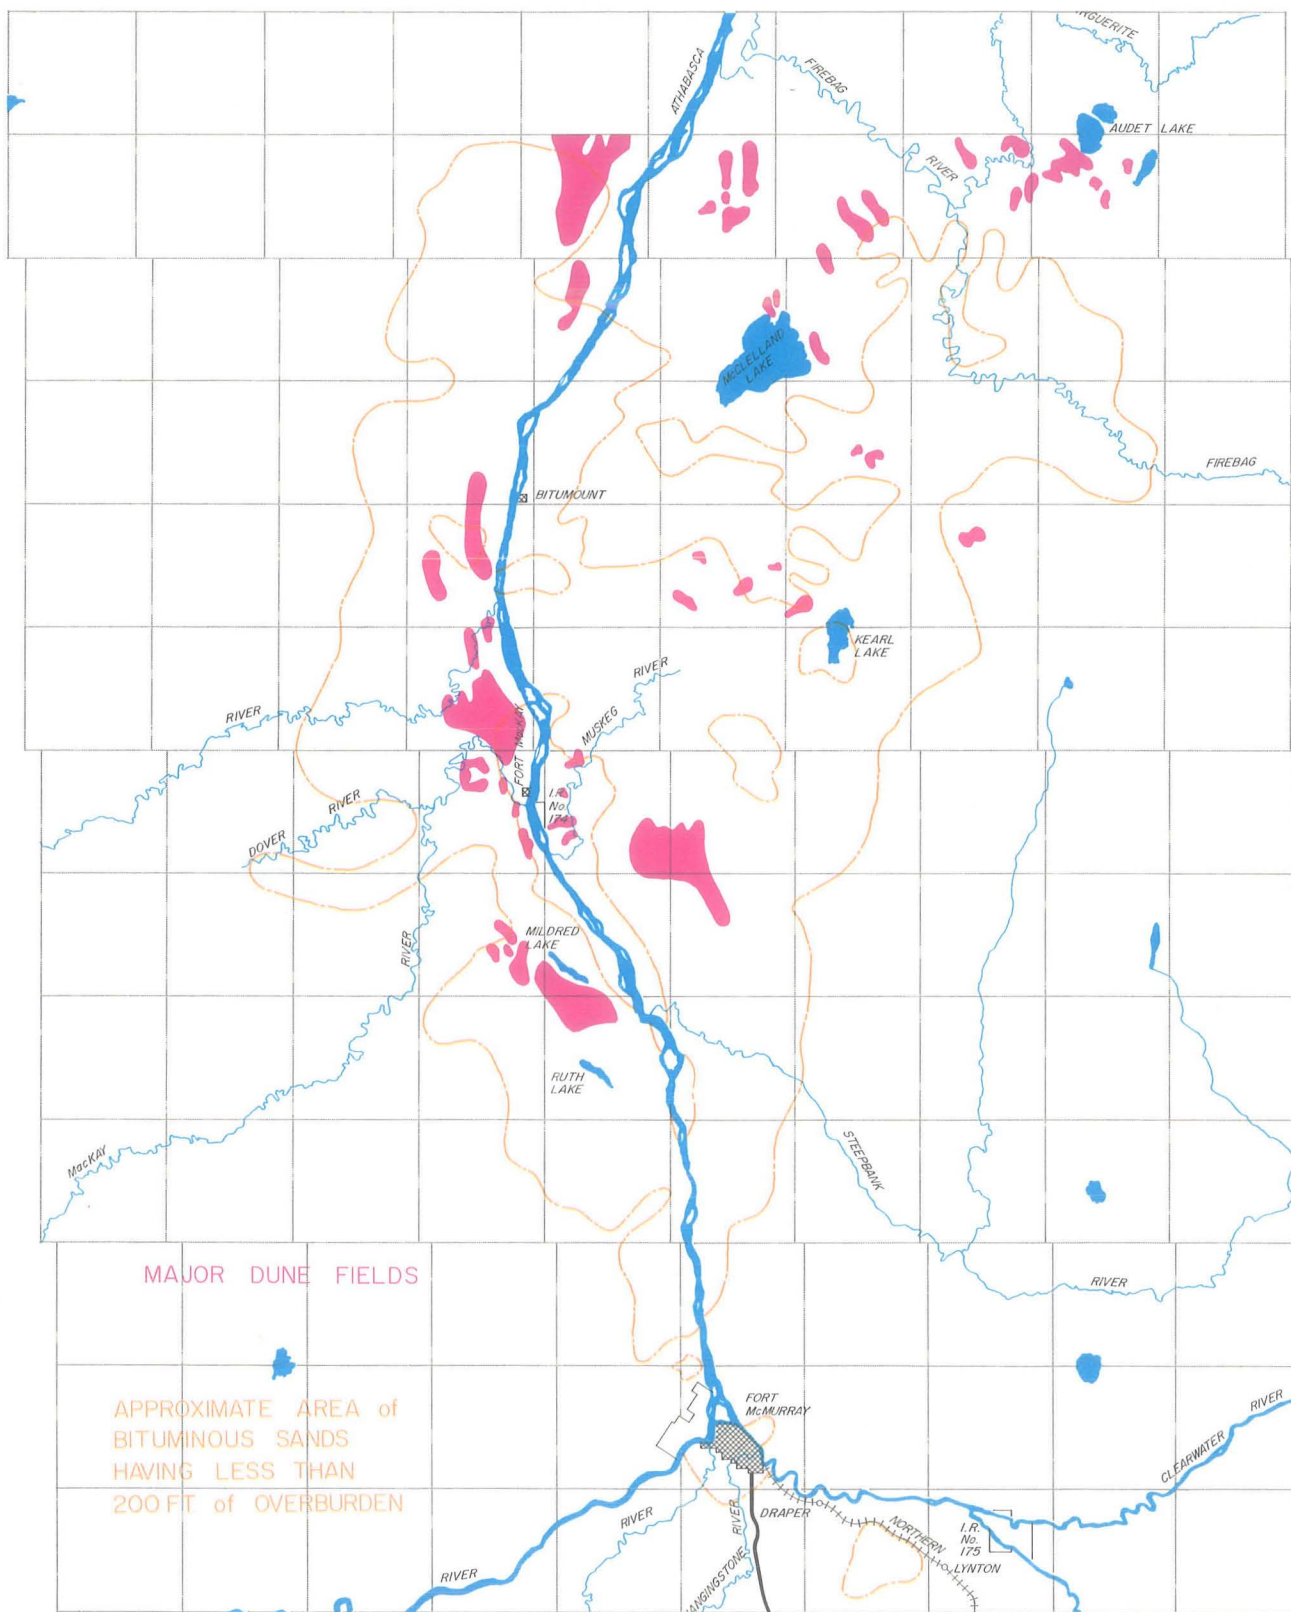 RGUERITE
ATHABASCA
FIREBAG
RIVER
AUDET LAKE
McCLELLAND
LAKE
FIREBAG
BITUMOUNT
KEARL
LAKE
RIVER
MUSKEG
RIVER
FORT MacKAY
I.R.
No.
174
RIVER
DOVER
RIVER
MILDRED
LAKE
RUTH
LAKE
MacKAY
STEEPBANK
RIVER
MAJOR DUNE FIELDS
APPROXIMATE AREA of
BITUMINOUS SANDS
HAVING LESS THAN
200 FT of OVERBURDEN
FORT
McMURRAY
RIVER
CLEARWATER
RIVER
RIVER
DRAPER
NORTHERN
I.R.
No.
175
LYNTON
RIVER
ANGINGSTONE